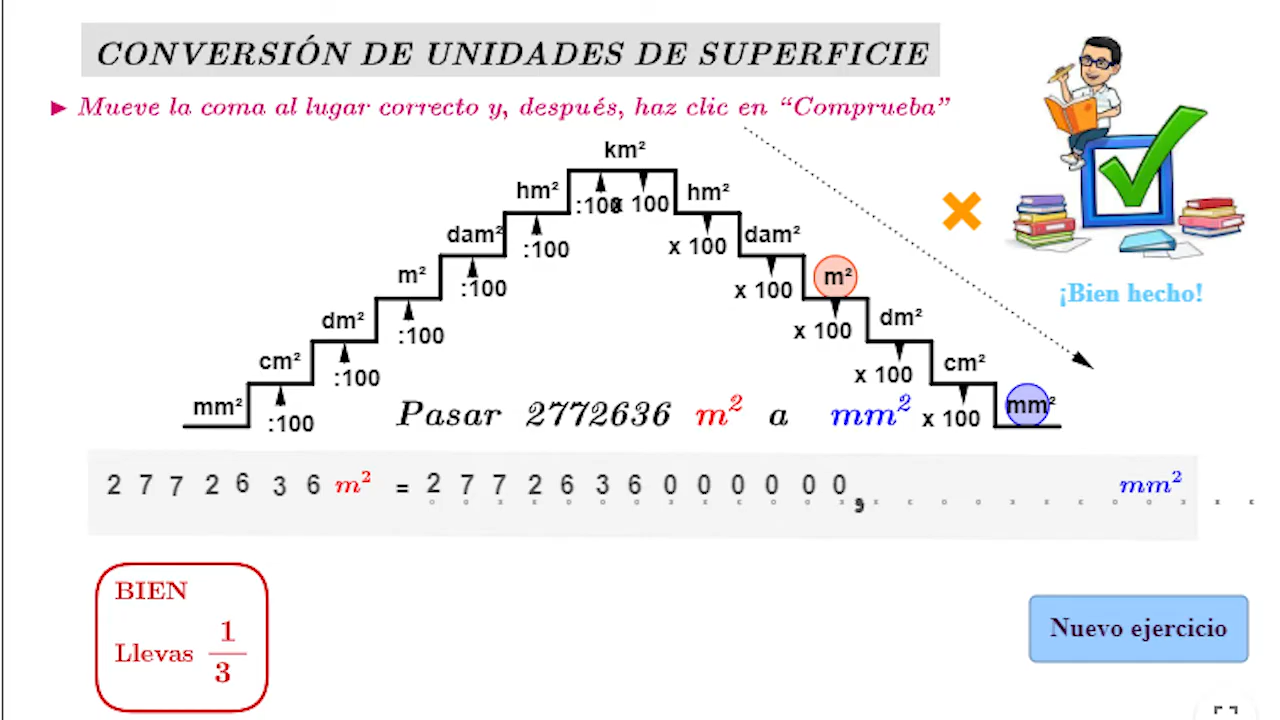 CONVERSIÓN DE UNIDADES DE SUPERFICIE
► Mueve la coma al lugar correcto y, después, haz clic en “Comprueba”
km²
hm² :100 x 100 hm²
dam² :100 x 100 dam²
m² :100 x 100 m²
dm² :100 x 100 dm²
cm² :100 x 100 cm²
mm² :100 x 100 mm²
¡Bien hecho!
Pasar 2772636 m² a mm²
2 7 7 2 6 3 6 m² = 2 7 7 2 6 3 6 0 0 0 0 0 0, mm²
BIEN
Llevas 1/3
Nuevo ejercicio